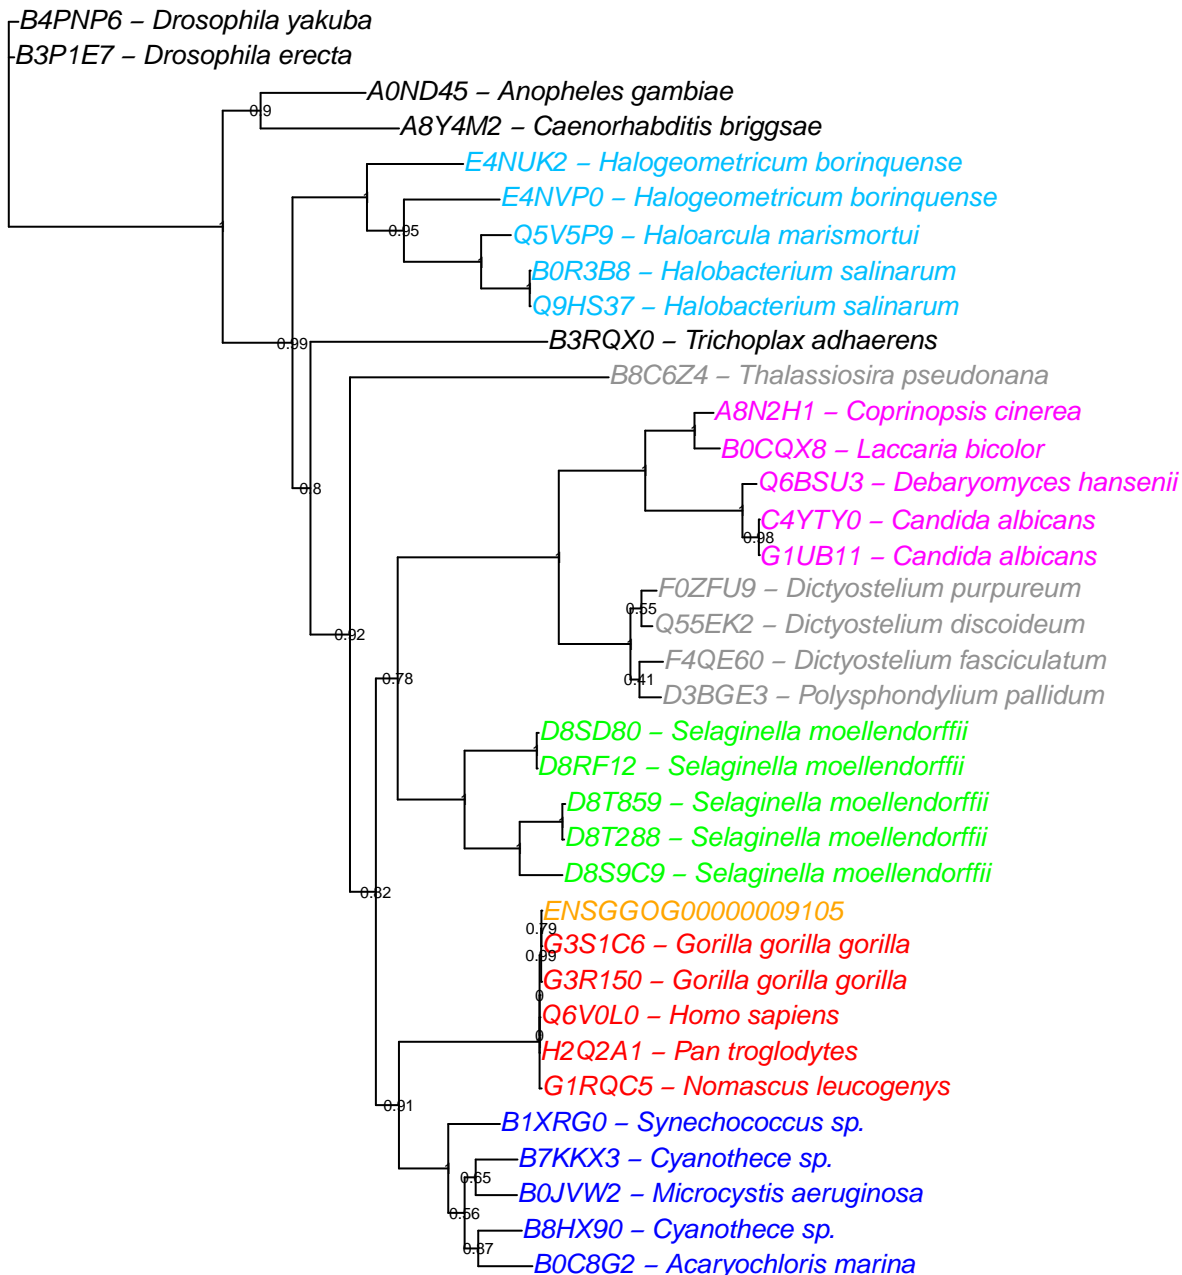 B4PNP6 – Drosophila yakuba
B3P1E7 – Drosophila erecta
A0ND45 – Anopheles gambiae
0.9
A8Y4M2 – Caenorhabditis briggsae
E4NUK2 – Halogeometricum borinquense
E4NVP0 – Halogeometricum borinquense
0.95
Q5V5P9 – Haloarcula marismortui
B0R3B8 – Halobacterium salinarum
Q9HS37 – Halobacterium salinarum
0.99
B3RQX0 – Trichoplax adhaerens
B8C6Z4 – Thalassiosira pseudonana
A8N2H1 – Coprinopsis cinerea
B0CQX8 – Laccaria bicolor
Q6BSU3 – Debaryomyces hansenii
0.8
C4YTY0 – Candida albicans
0.98
G1UB11 – Candida albicans
F0ZFU9 – Dictyostelium purpureum
0.55
Q55EK2 – Dictyostelium discoideum
0.92
F4QE60 – Dictyostelium fasciculatum
0.78
0.41
D3BGE3 – Polysphondylium pallidum
D8SD80 – Selaginella moellendorffii
D8RF12 – Selaginella moellendorffii
D8T859 – Selaginella moellendorffii
D8T288 – Selaginella moellendorffii
D8S9C9 – Selaginella moellendorffii
0.82
ENSGGOG00000009105
0.79
G3S1C6 – Gorilla gorilla gorilla
0.99
G3R150 – Gorilla gorilla gorilla
0
Q6V0L0 – Homo sapiens
0
H2Q2A1 – Pan troglodytes
G1RQC5 – Nomascus leucogenys
0.91
B1XRG0 – Synechococcus sp.
B7KKX3 – Cyanothece sp.
0.65
B0JVW2 – Microcystis aeruginosa
0.56
B8HX90 – Cyanothece sp.
0.87
B0C8G2 – Acaryochloris marina